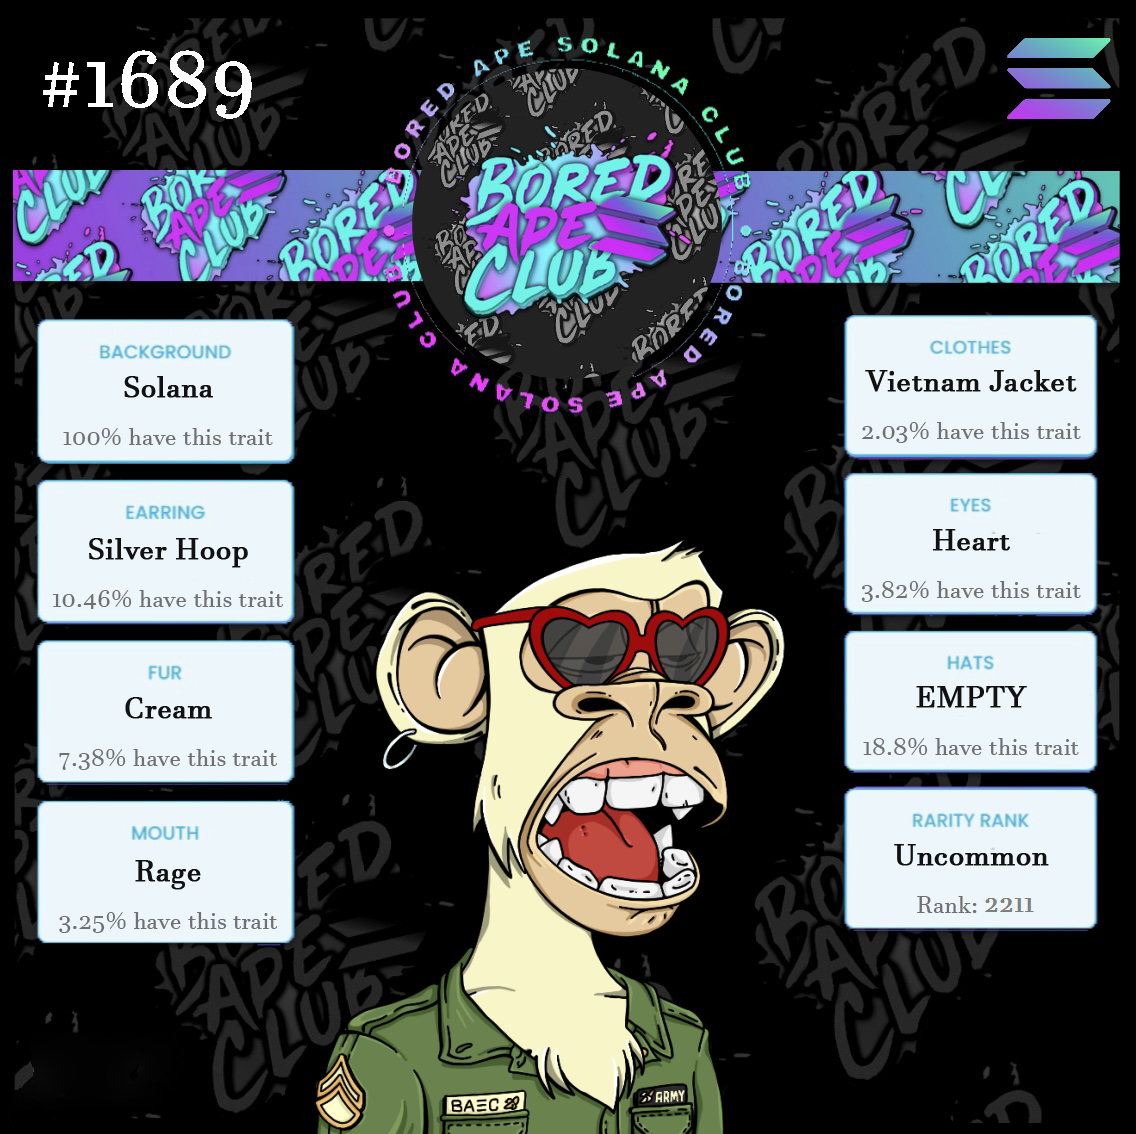 #1689
BORED APE SOLANA CLUB
BORED APE SOLANA CLUB
BORED
APE
CLUB
BACKGROUND
Solana
100% have this trait
EARRING
Silver Hoop
10.46% have this trait
FUR
Cream
7.38% have this trait
MOUTH
Rage
3.25% have this trait
CLOTHES
Vietnam Jacket
2.03% have this trait
EYES
Heart
3.82% have this trait
HATS
EMPTY
18.8% have this trait
RARITY RANK
Uncommon
Rank: 2211
BAEC
ARMY